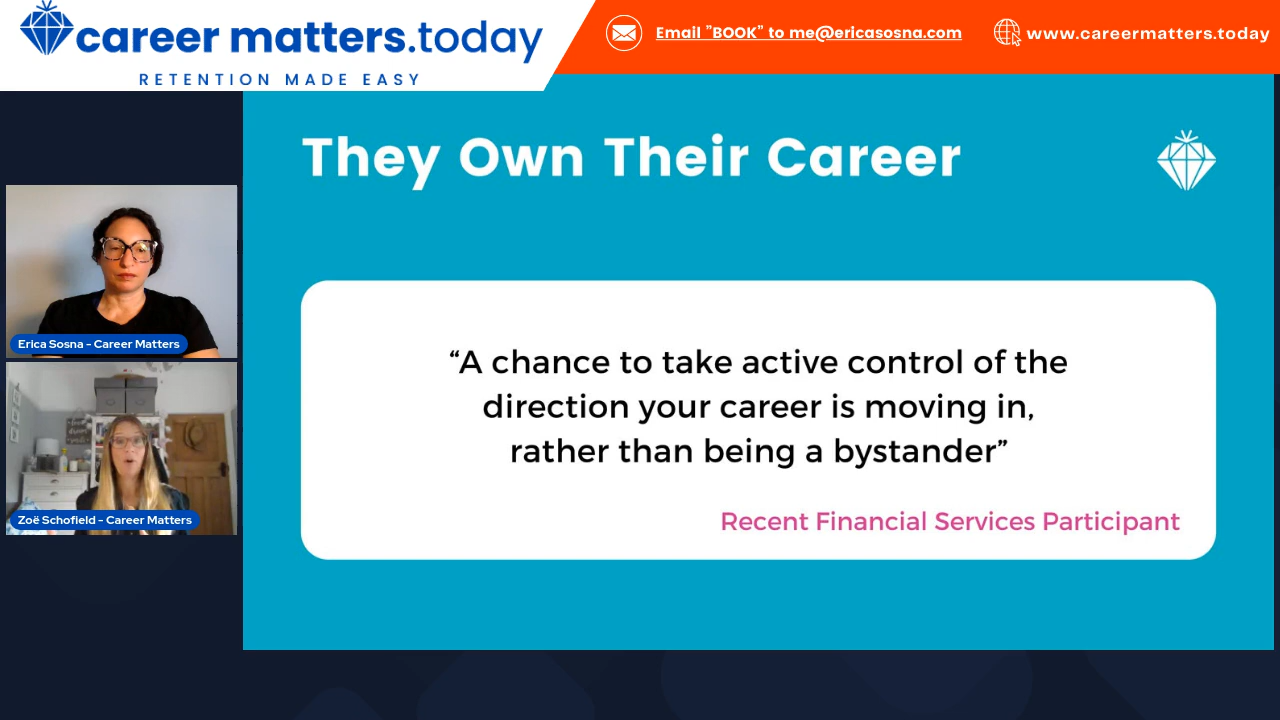 career matters.today
RETENTION MADE EASY
Email ”BOOK” to me@ericasosna.com
www.careermatters.today
They Own Their Career
“A chance to take active control of the
direction your career is moving in,
rather than being a bystander”
Recent Financial Services Participant
Erica Sosna - Career Matters
Zoë Schofield - Career Matters